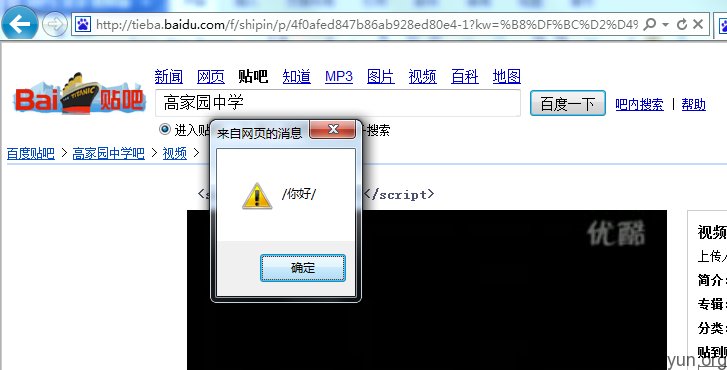 http://tieba.baidu.com/f/shipin/p/4f0afed847b86ab928ed80e4-1?kw=%B8%DF%BC%D2%D4%
新闻 网页 贴吧 知道 MP3 图片 视频 百科 地图
Bai TITANIC 贴吧
高家园中学
百度一下 吧内搜索 | 帮助
进入贴
搜索
百度贴吧 > 高家园中学吧 > 视频 >
来自网页的消息
/你好/
确定
<s
</script>
优酷
视频
上传
简介:
专辑:
分类:
贴到贴
yun.org